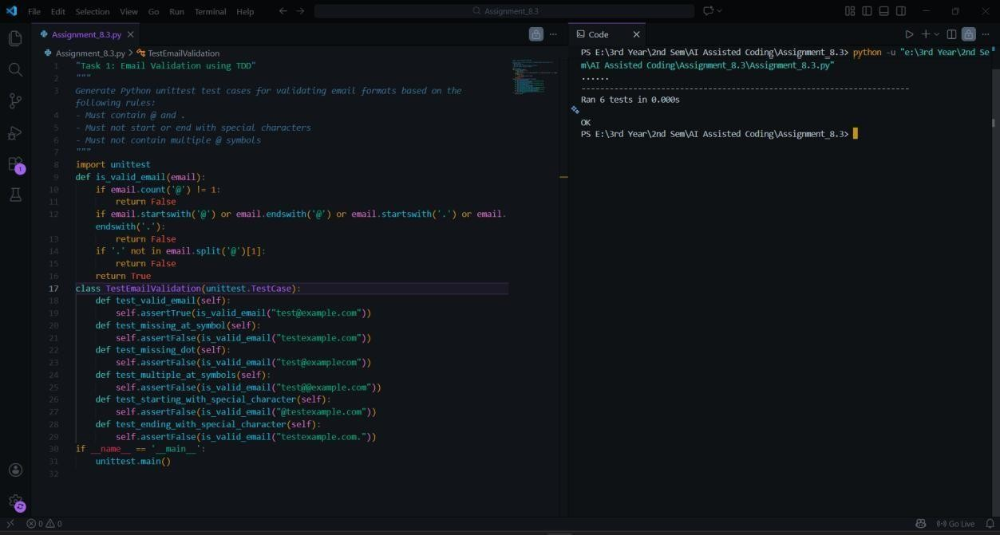 File Edit Selection View Go Run Terminal Help
Assignment_8.3
Assignment_8.3.py
Assignment_8.3.py > TestEmailValidation
1 "Task 1: Email Validation using TDD"
2 """
3 Generate Python unittest test cases for validating email formats based on the
following rules:
4 - Must contain @ and .
5 - Must not start or end with special characters
6 - Must not contain multiple @ symbols
7 """
8 import unittest
9 def is_valid_email(email):
10 if email.count('@') != 1:
11 return False
12 if email.startswith('@') or email.endswith('@') or email.startswith('.') or email.
endswith('.'):
13 return False
14 if '.' not in email.split('@')[1]:
15 return False
16 return True
17 class TestEmailValidation(unittest.TestCase):
18 def test_valid_email(self):
19 self.assertTrue(is_valid_email("test@example.com"))
20 def test_missing_at_symbol(self):
21 self.assertFalse(is_valid_email("testexample.com"))
22 def test_missing_dot(self):
23 self.assertFalse(is_valid_email("test@examplecom"))
24 def test_multiple_at_symbols(self):
25 self.assertFalse(is_valid_email("test@@example.com"))
26 def test_starting_with_special_character(self):
27 self.assertFalse(is_valid_email("@testexample.com"))
28 def test_ending_with_special_character(self):
29 self.assertFalse(is_valid_email("testexample.com."))
30 if __name__ == '__main__':
31 unittest.main()
32
Code
PS E:\3rd Year\2nd Sem\AI Assisted Coding\Assignment_8.3> python -u "e:\3rd Year\2nd Se
m\AI Assisted Coding\Assignment_8.3\Assignment_8.3.py"
......
----------------------------------------------------------------------
Ran 6 tests in 0.000s
OK
PS E:\3rd Year\2nd Sem\AI Assisted Coding\Assignment_8.3>
1
0 0
Go Live